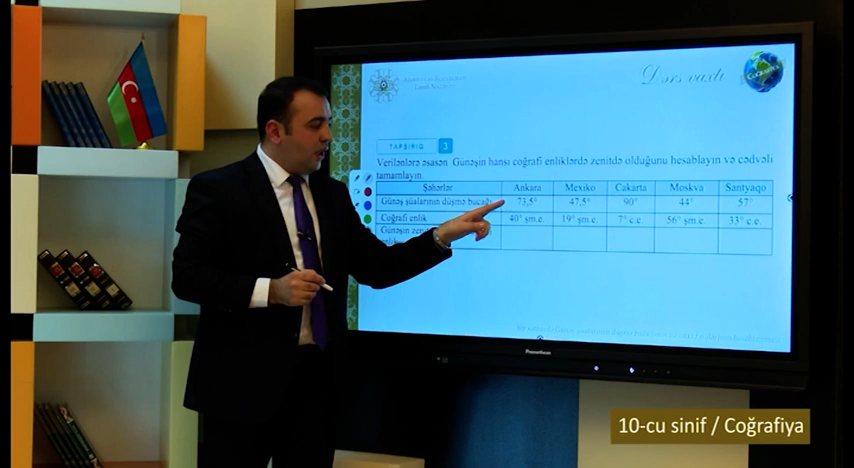 Dərs vaxtı
TAPŞIRIQ 3
Verilənlərə əsasən Günəşin hansı coğrafi enliklərdə zenitdə olduğunu hesablayın və cədvəli
tamamlayın.
Şəhərlər Ankara Mexiko Cakarta Moskva Santyaqo
Günəş şüalarının düşmə bucağı 73,5° 47,5° 90° 44° 57°
Coğrafi enlik 40° şm.e. 19° şm.e. 7° c.e. 56° şm.e. 33° c.e.
Günəşin
Promethean
10-cu sinif / Coğrafiya